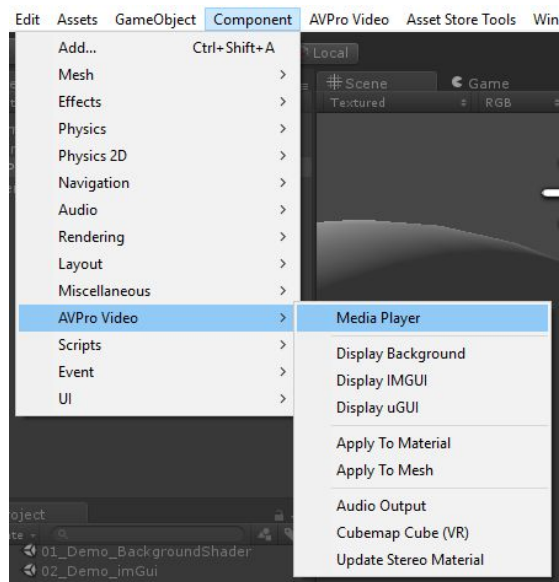 Edit Assets GameObject Component AVPro Video Asset Store Tools Win
Local
Add... Ctrl+Shift+A
Mesh
Effects
Physics
Physics 2D
Navigation
Audio
Rendering
Layout
Miscellaneous
AVPro Video
Scripts
Event
UI
Scene Game
Textured RGB
Media Player
Display Background
Display IMGUI
Display uGUI
Apply To Material
Apply To Mesh
Audio Output
Cubemap Cube (VR)
Update Stereo Material
oject
01_Demo_BackgroundShader
02_Demo_imGui